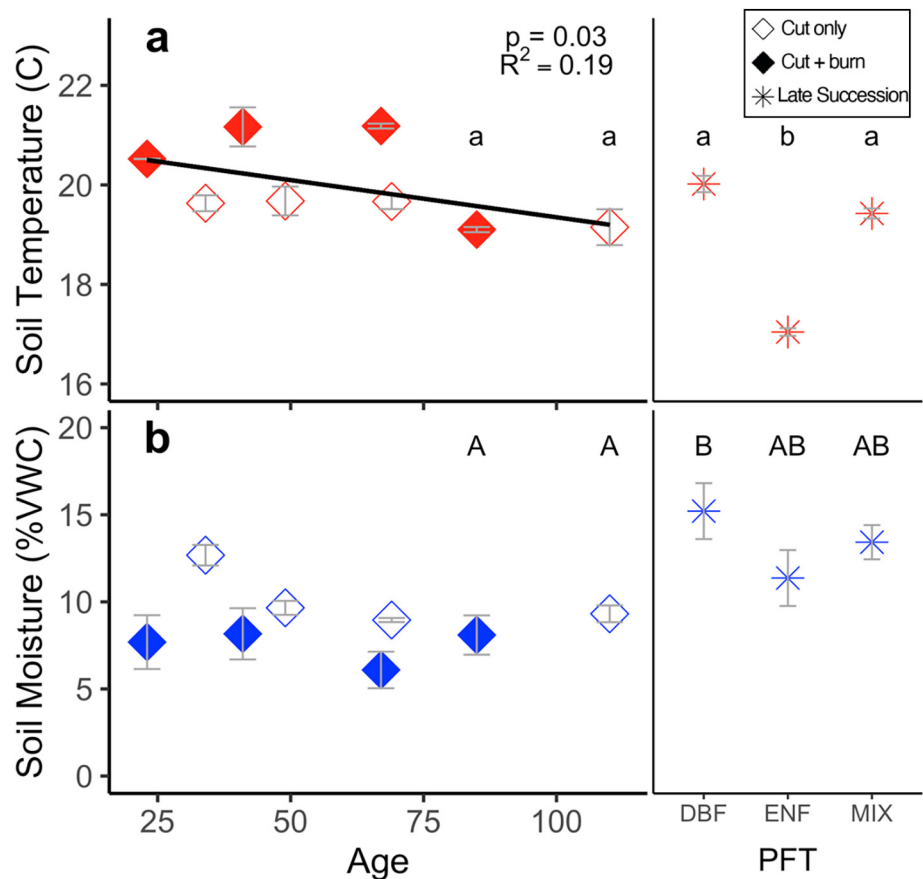 a
p = 0.03
R² = 0.19
Cut only
Cut + burn
Late Succession
Soil Temperature (C)
22
20
18
16
a a a b a
b
Soil Moisture (%VWC)
20
15
10
5
0
A A B AB AB
25 50 75 100
DBF ENF MIX
Age
PFT